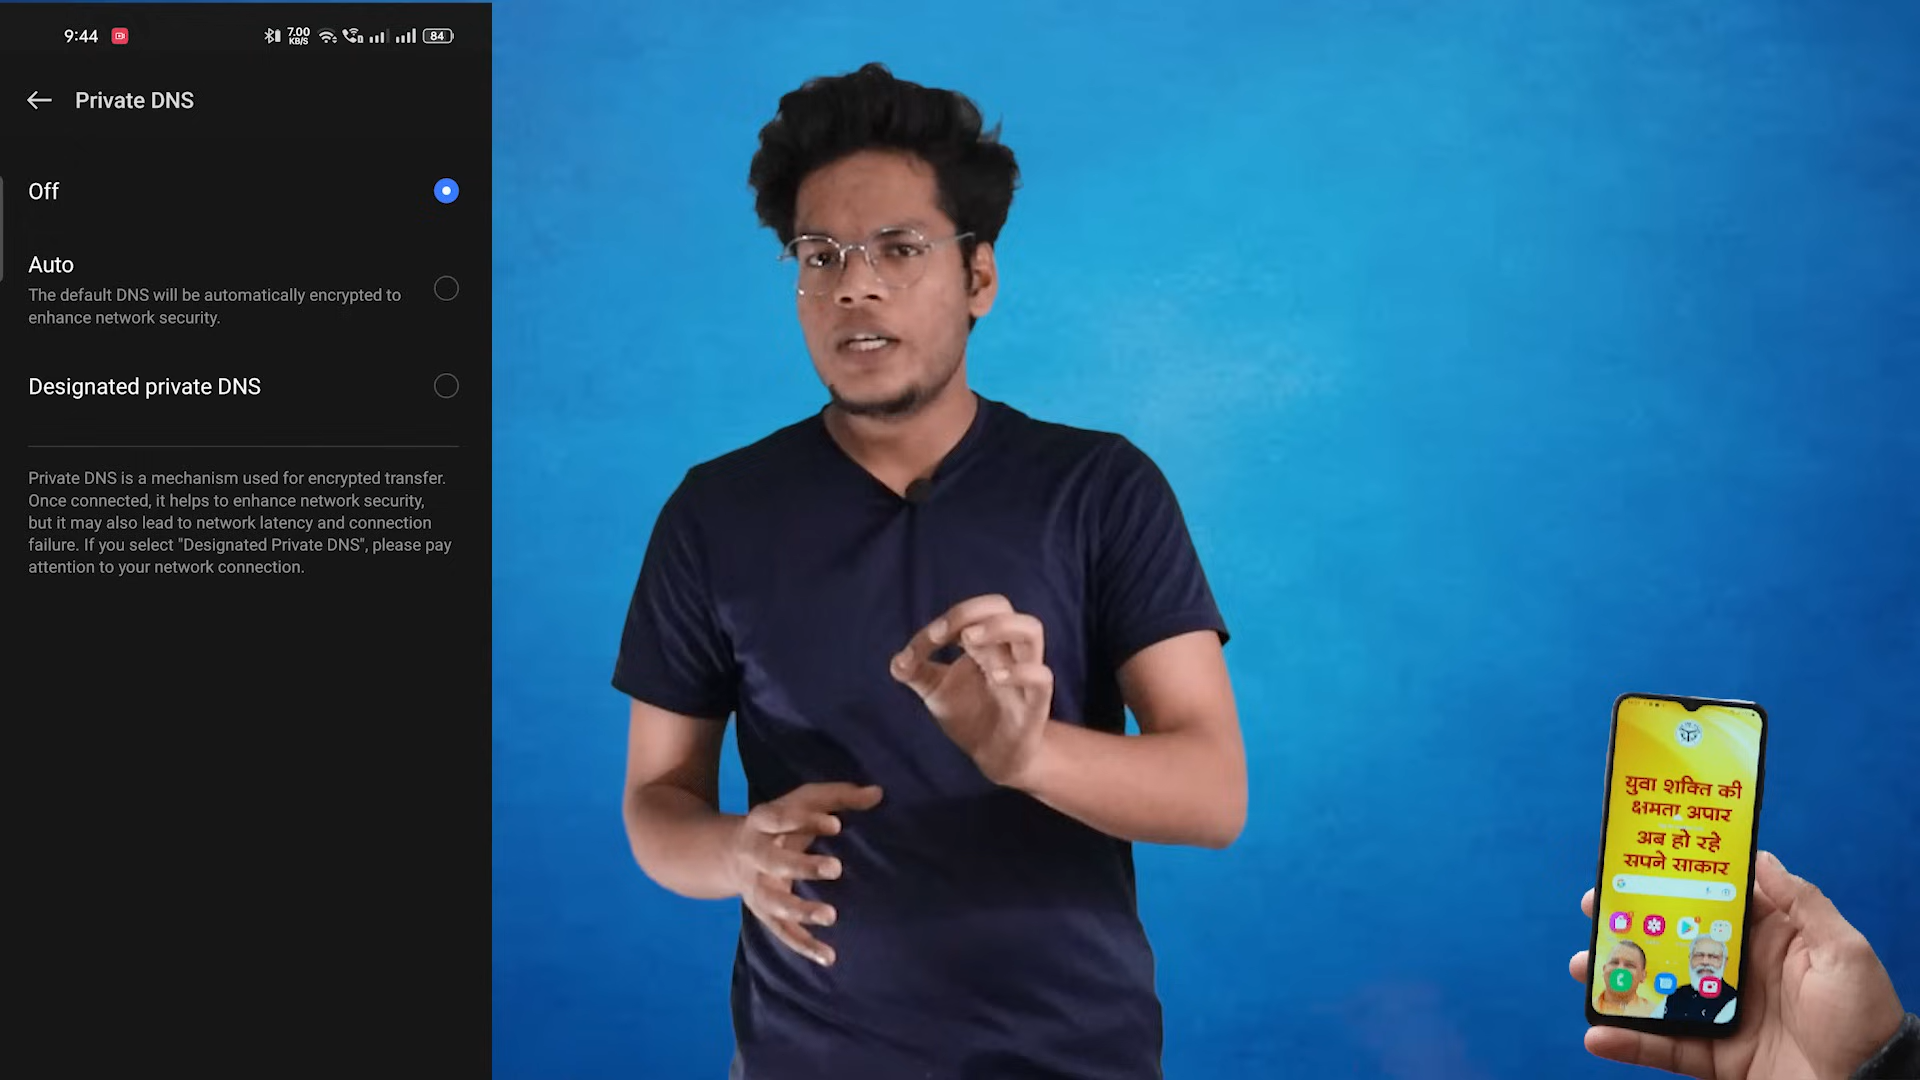 9:44
7.00
KB/S
84
Private DNS
Off
Auto
The default DNS will be automatically encrypted to
enhance network security.
Designated private DNS
Private DNS is a mechanism used for encrypted transfer.
Once connected, it helps to enhance network security,
but it may also lead to network latency and connection
failure. If you select "Designated Private DNS", please pay
attention to your network connection.
युवा शक्ति की
क्षमता अपार
अब हो रहे
सपने साकार